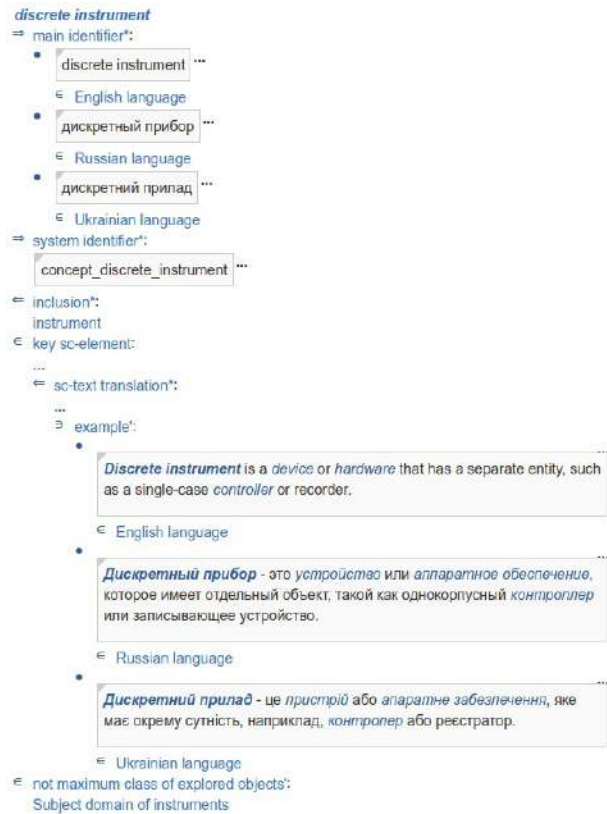 discrete instrument
⇒ main identifier*:
• discrete instrument ...
∈ English language
• дискретный прибор ...
∈ Russian language
• дискретний прилад ...
∈ Ukrainian language
⇒ system identifier*:
concept_discrete_instrument ...
⇐ inclusion*:
instrument
∈ key sc-element:
...
⇐ sc-text translation*:
...
∋ example':
• ...
Discrete instrument is a device or hardware that has a separate entity, such
as a single-case controller or recorder.
∈ English language
• ...
Дискретный прибор - это устройство или аппаратное обеспечение,
которое имеет отдельный объект, такой как однокорпусный контроллер
или записывающее устройство.
∈ Russian language
• ...
Дискретний прилад - це пристрій або апаратне забезпечення, яке
має окрему сутність, наприклад, контролер або реєстратор.
∈ Ukrainian language
∈ not maximum class of explored objects':
Subject domain of instruments